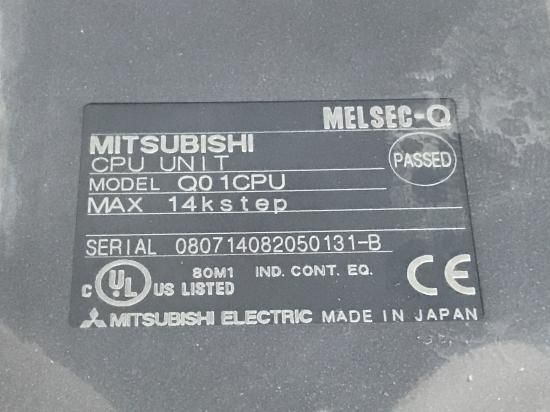 MELSEC-Q
MITSUBISHI
CPU UNIT
PASSED
MODEL Q01CPU
MAX 14kstep
SERIAL 080714082050131-B
80M1 IND. CONT. EQ.
C UL US LISTED
CE
MITSUBISHI ELECTRIC MADE IN JAPAN